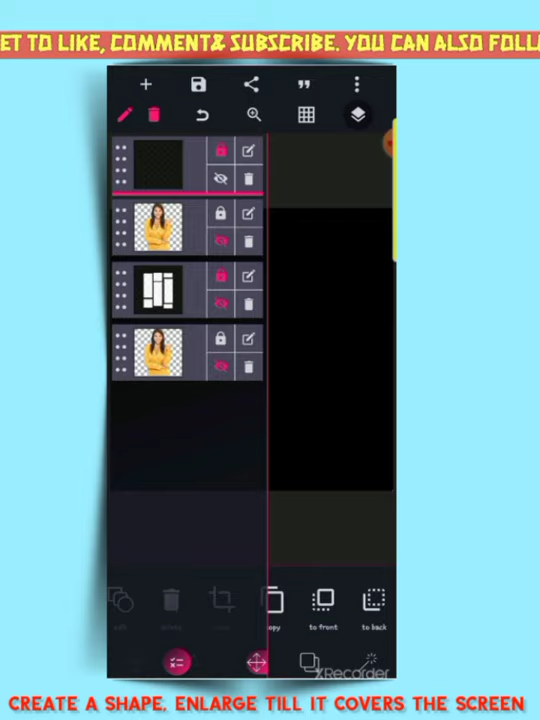 ET TO LIKE, COMMENT& SUBSCRIBE. YOU CAN ALSO FOLL
copy
to front
to back
XRecorder
CREATE A SHAPE, ENLARGE TILL IT COVERS THE SCREEN